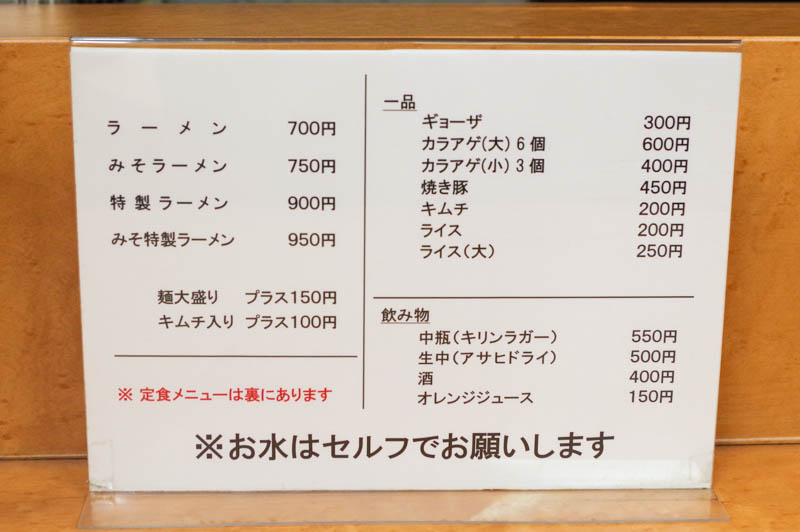 ラーメン 700円
みそラーメン 750円
特製ラーメン 900円
みそ特製ラーメン 950円
麺大盛り プラス150円
キムチ入り プラス100円
※ 定食メニューは裏にあります
一品
ギョーザ 300円
カラアゲ(大) 6個 600円
カラアゲ(小) 3個 400円
焼き豚 450円
キムチ 200円
ライス 200円
ライス(大) 250円
飲み物
中瓶(キリンラガー) 550円
生中(アサヒドライ) 500円
酒 400円
オレンジジュース 150円
※お水はセルフでお願いします